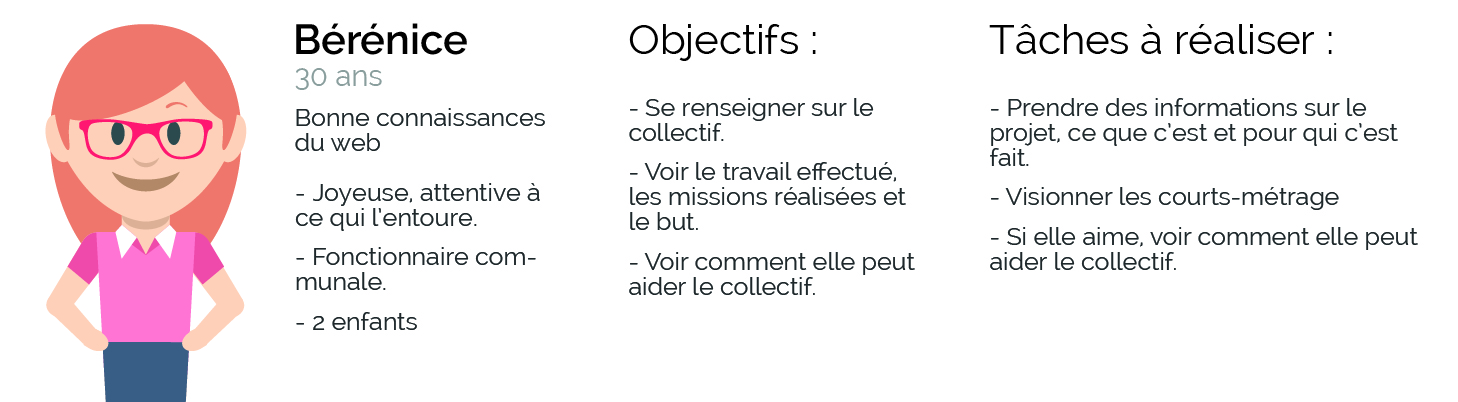 Bérénice
30 ans
Bonne connaissances
du web
- Joyeuse, attentive à
ce qui l'entoure.
- Fonctionnaire com-
munale.
- 2 enfants
Objectifs :
- Se renseigner sur le
collectif.
- Voir le travail effectué,
les missions réalisées et
le but.
- Voir comment elle peut
aider le collectif.
Tâches à réaliser :
- Prendre des informations sur le
projet, ce que c'est et pour qui c'est
fait.
- Visionner les courts-métrage
- Si elle aime, voir comment elle peut
aider le collectif.